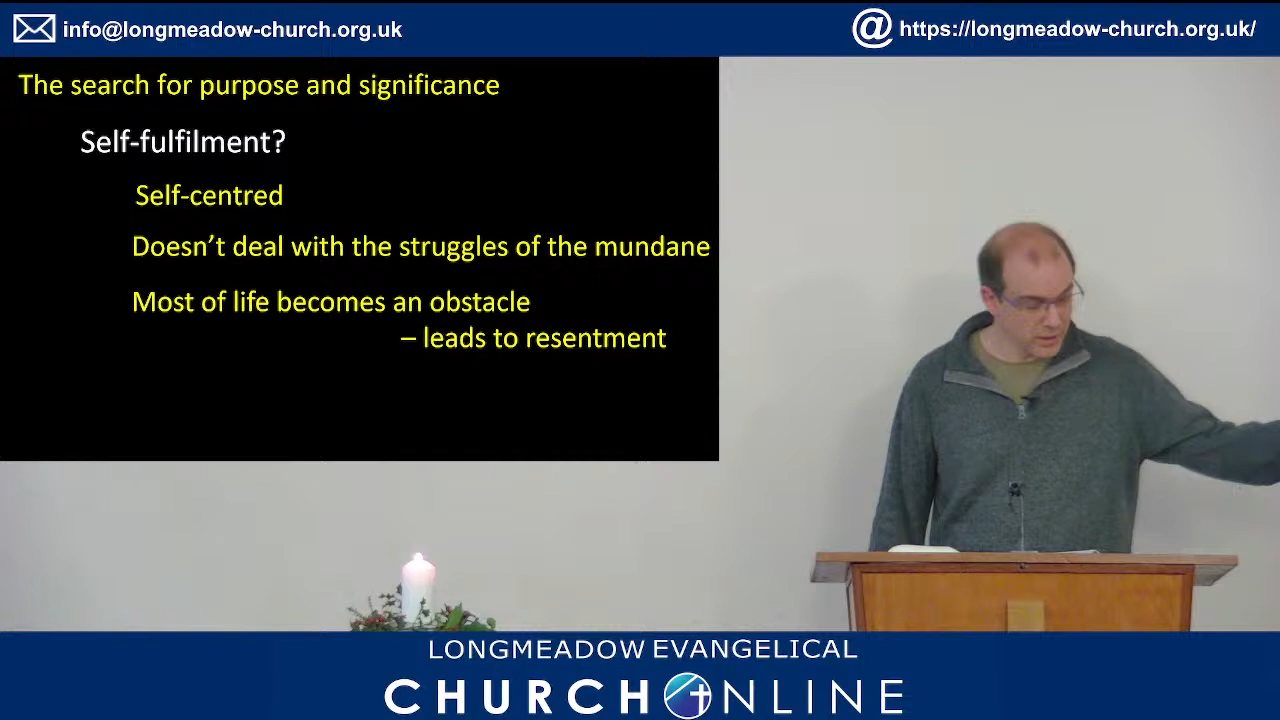 info@longmeadow-church.org.uk
https://longmeadow-church.org.uk/
The search for purpose and significance
Self-fulfilment?
Self-centred
Doesn’t deal with the struggles of the mundane
Most of life becomes an obstacle
– leads to resentment
LONGMEADOW EVANGELICAL
CHURCH ONLINE